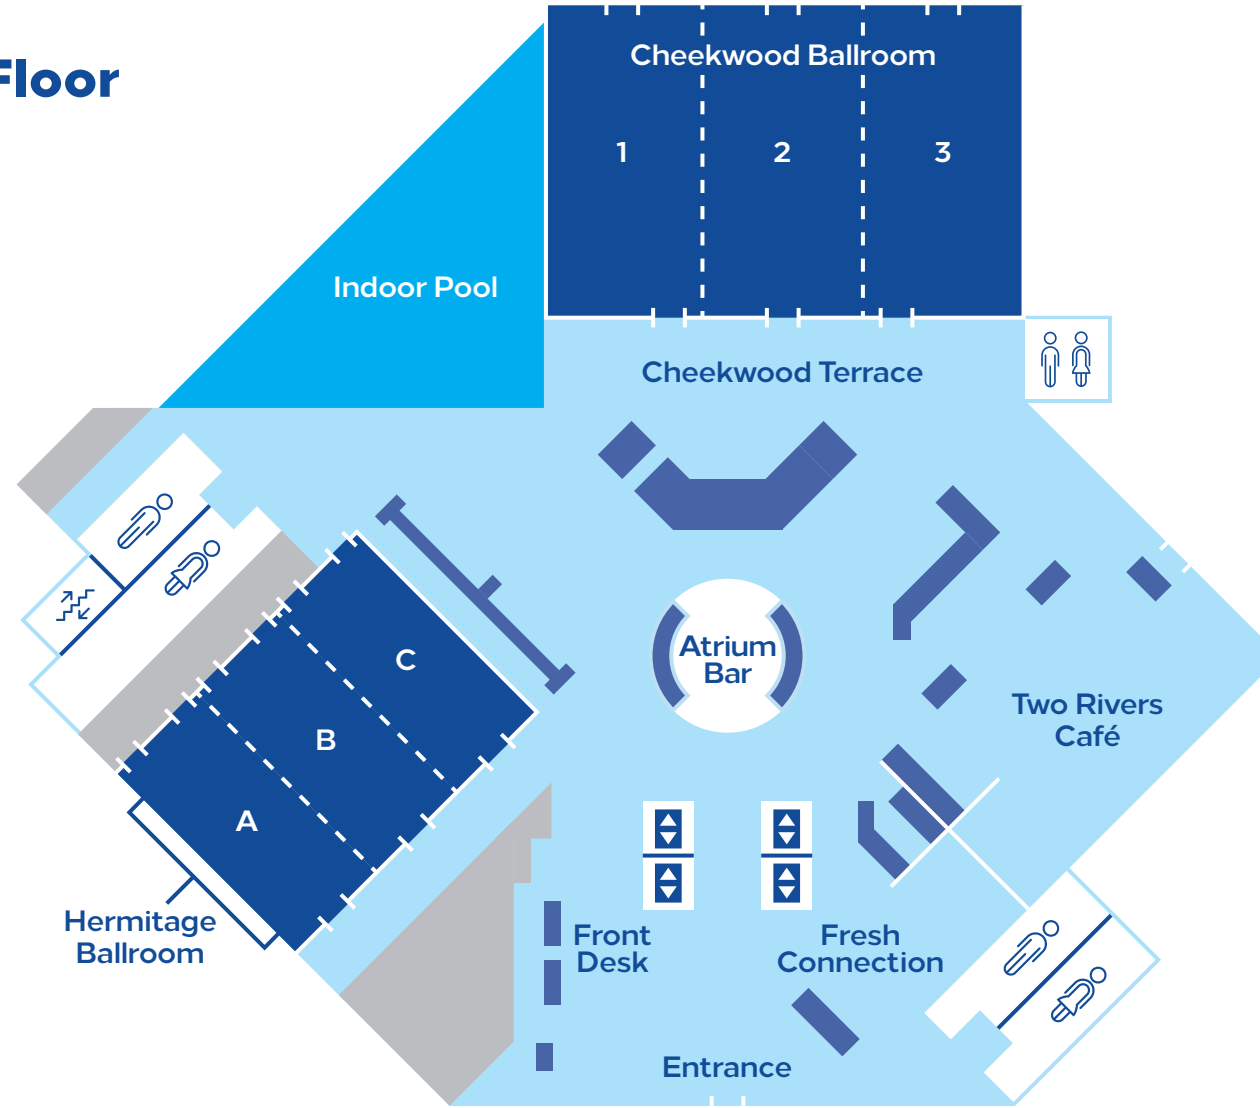 Floor
Cheekwood Ballroom
1
2
3
Indoor Pool
Cheekwood Terrace
C
B
A
Atrium
Bar
Two Rivers
Café
Hermitage
Ballroom
Front
Desk
Fresh
Connection
Entrance